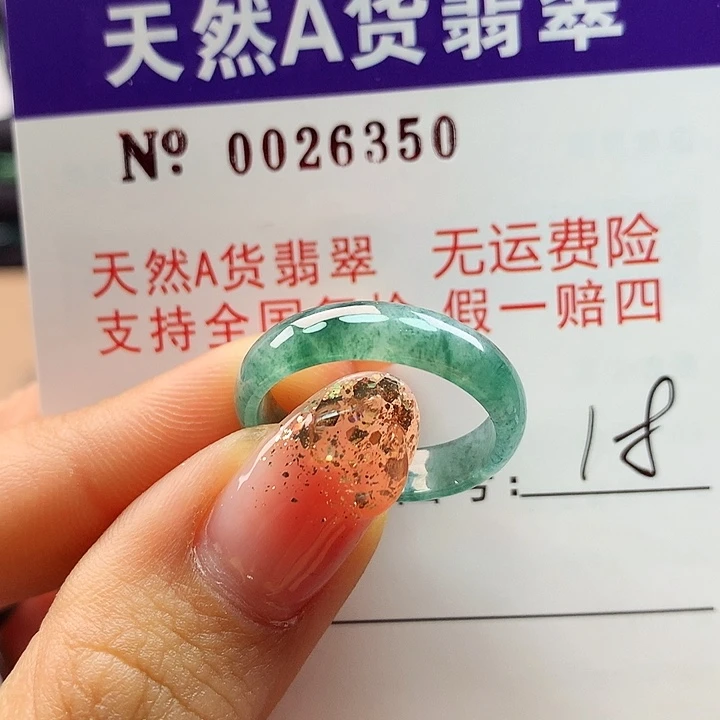 天然A货翡翠
Nº 0026350
天然A货翡翠 无运费险
支持全国 假一赔四
号: 18